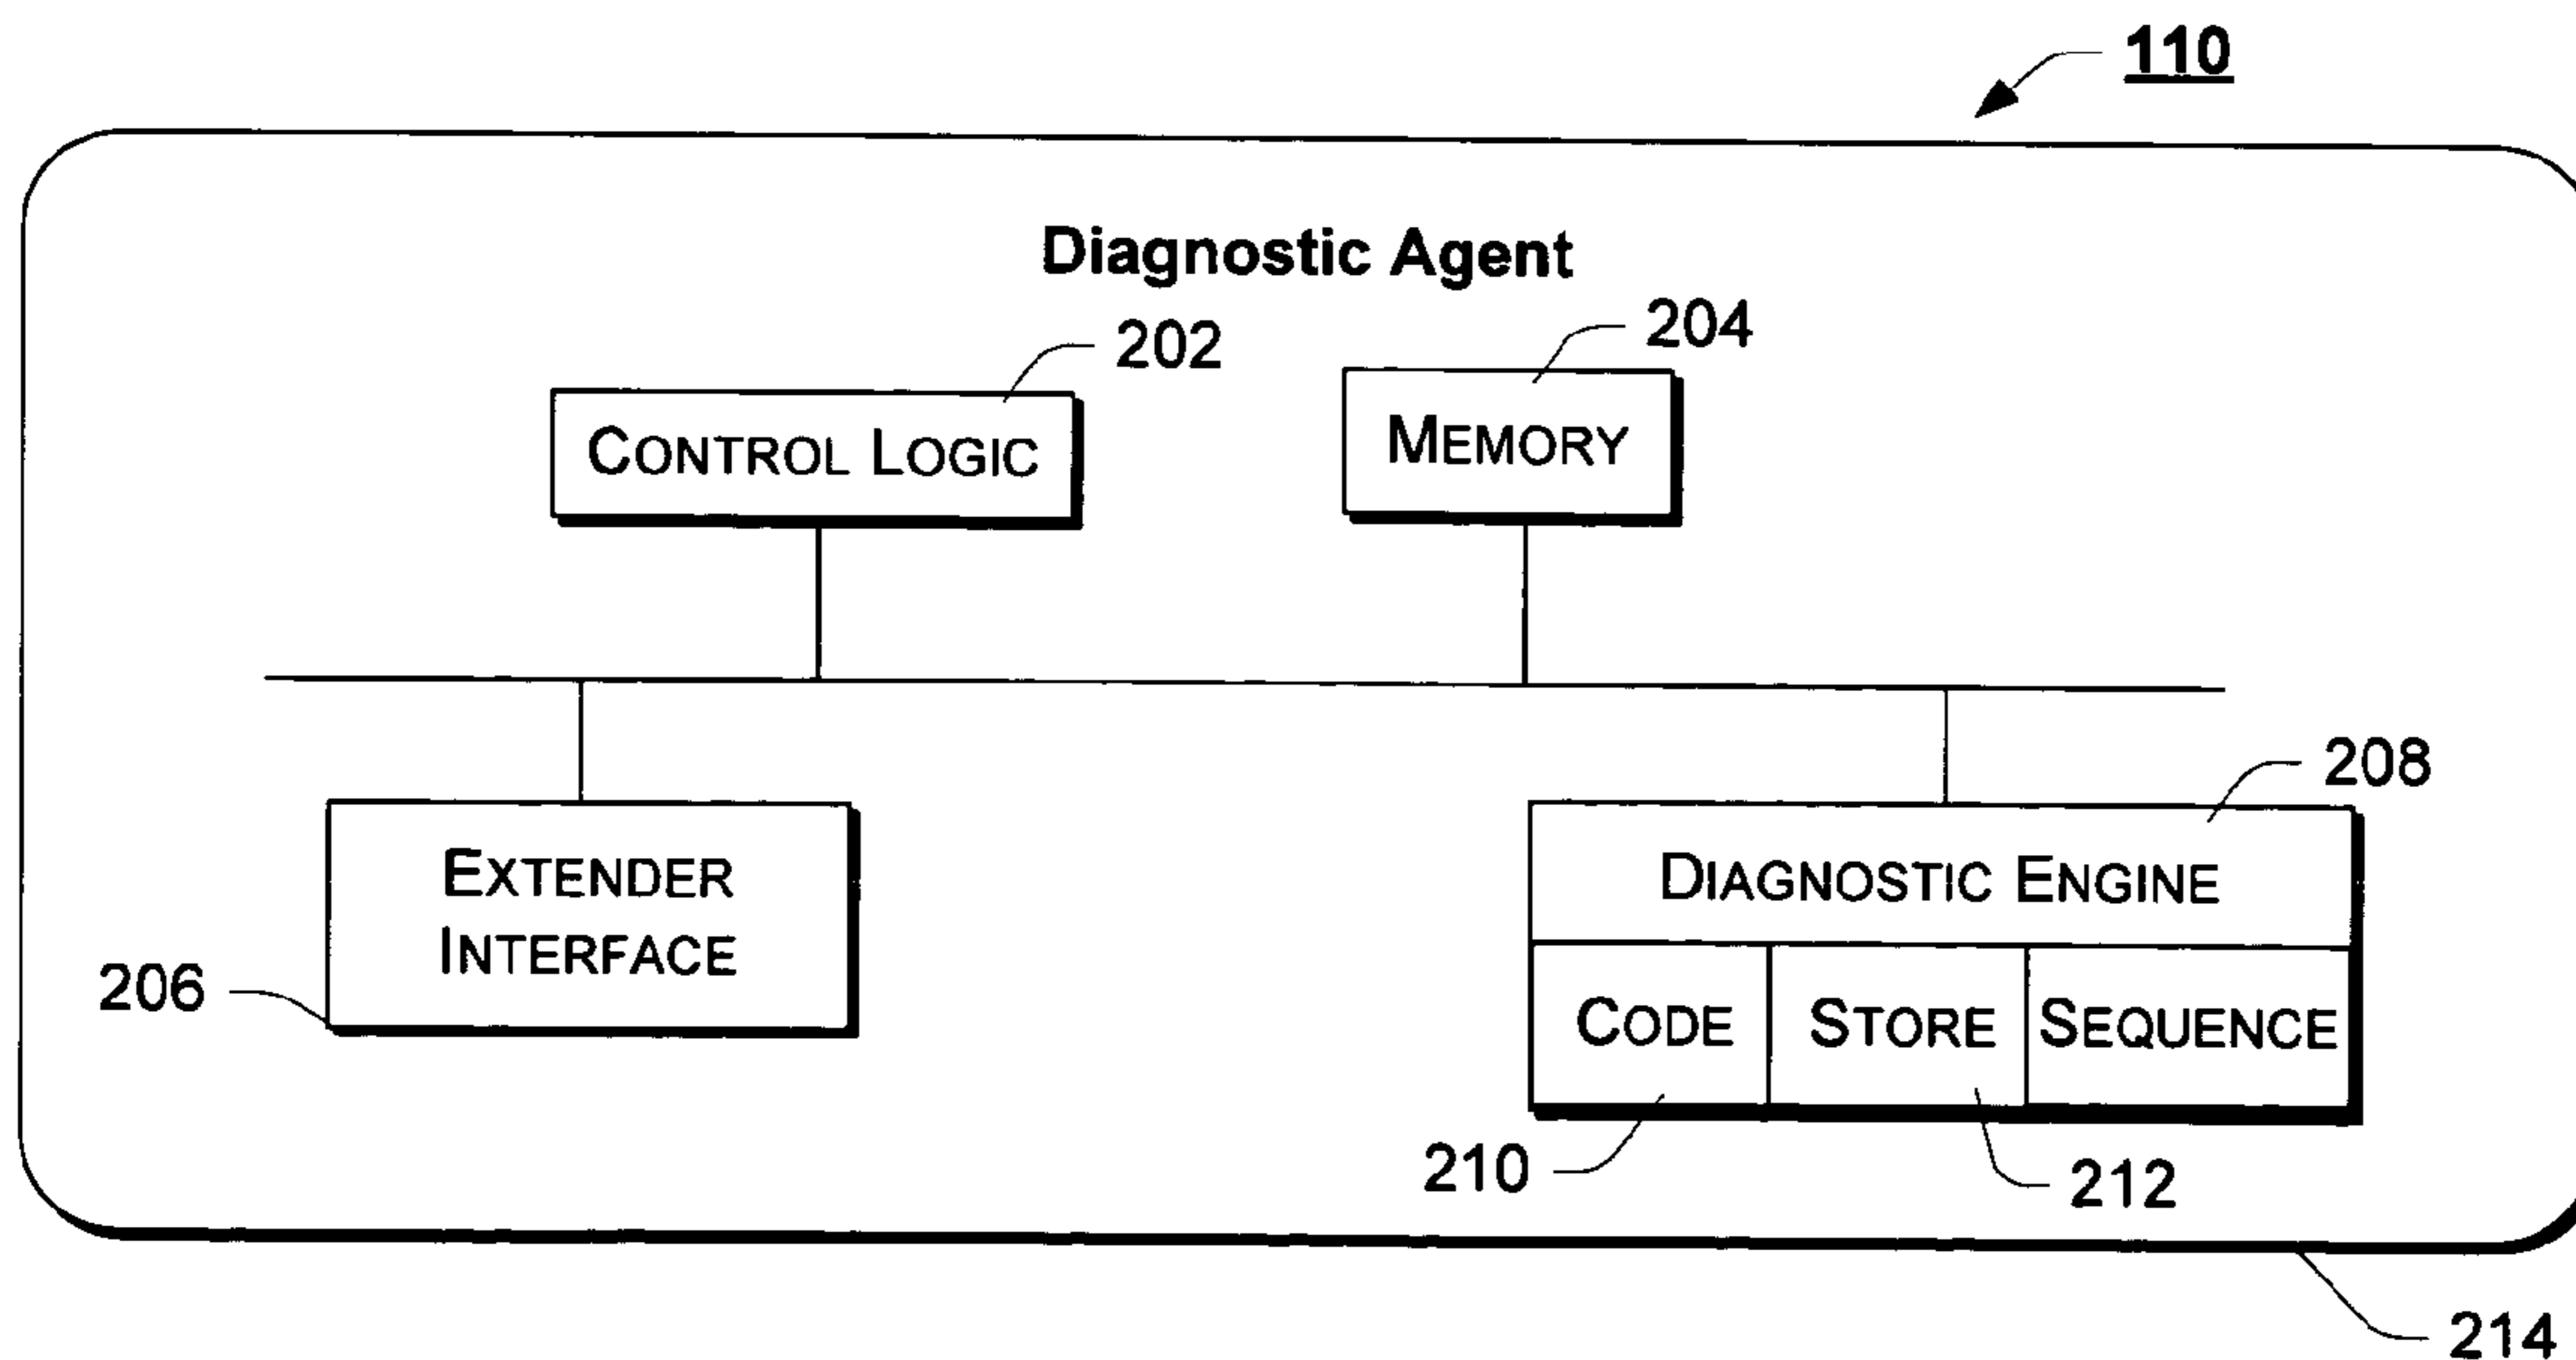 110
Diagnostic Agent
202
204
CONTROL LOGIC
MEMORY
208
EXTENDER
INTERFACE
206
DIAGNOSTIC ENGINE
CODE
STORE
SEQUENCE
210
212
214